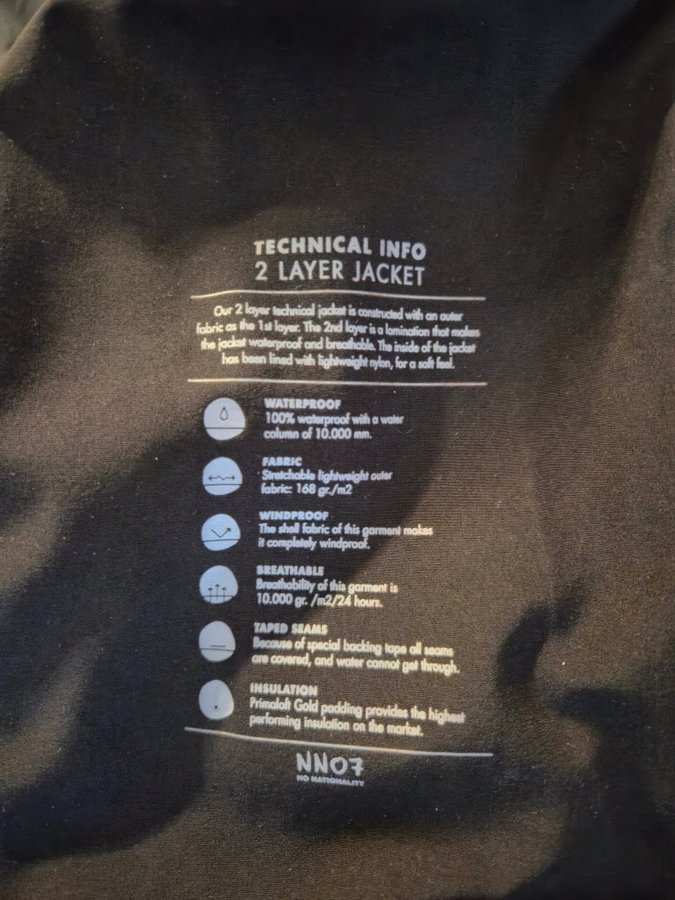 TECHNICAL INFO
2 LAYER JACKET
Our 2 layer technical jacket is constructed with an outer
fabric as the 1st layer. The 2nd layer is a lamination that makes
the jacket waterproof and breathable. The inside of the jacket
has been lined with lightweight nylon, for a soft feel.
WATERPROOF
100% waterproof with a water
column of 10.000 mm.
FABRIC
Stretchable lightweight outer
fabric: 168 gr./m2
WINDPROOF
The shell fabric of this garment makes
it completely windproof.
BREATHABLE
Breathability of this garment is
10.000 gr. /m2/24 hours.
TAPED SEAMS
Because of special backing tape all seams
are covered, and water cannot get through.
INSULATION
Primaloft Gold padding provides the highest
performing insulation on the market.
NN07
NO NATIONALITY